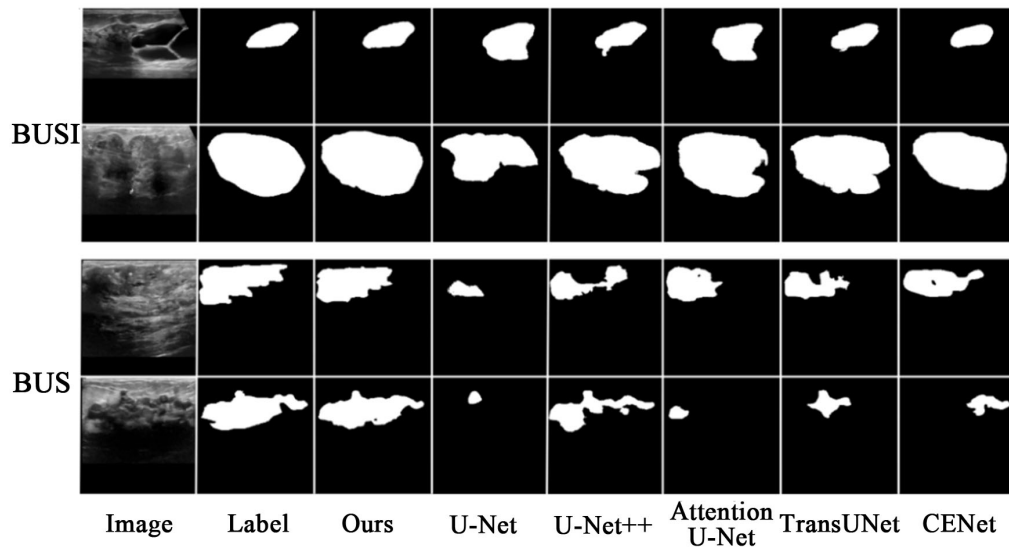 BUSI
BUS
Image Label Ours U-Net U-Net++ Attention U-Net TransUNet CENet